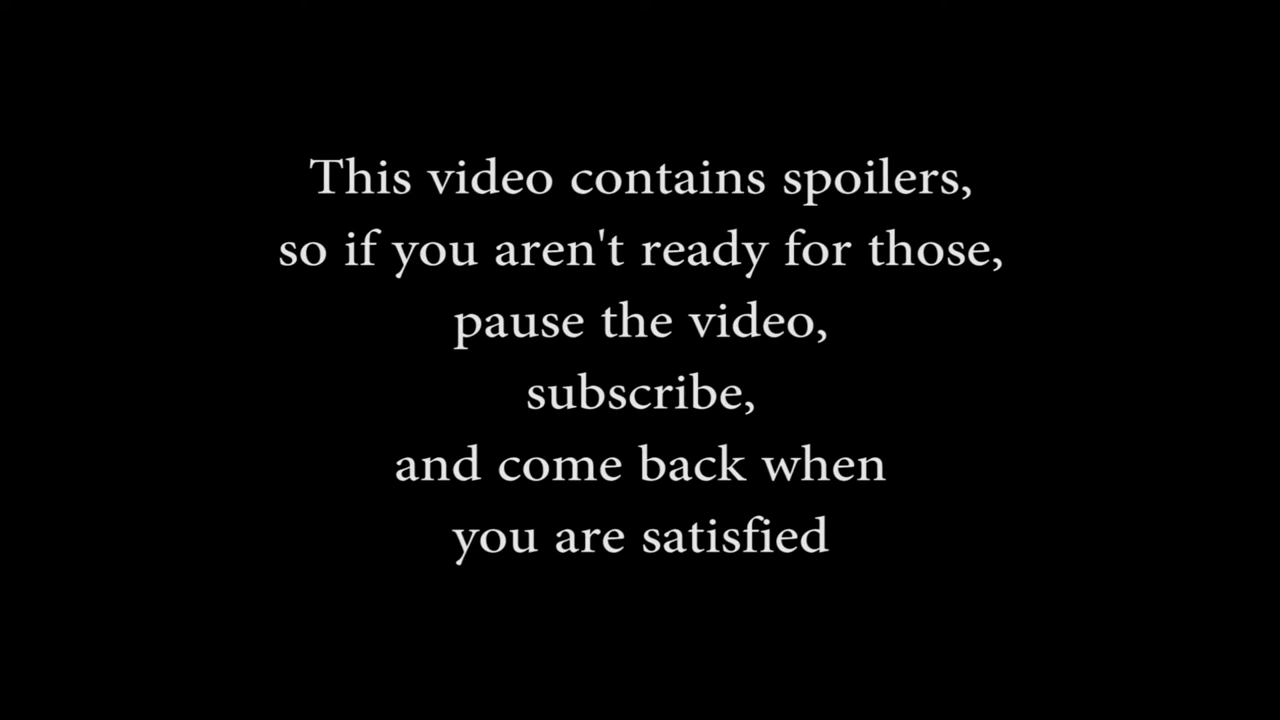 This video contains spoilers,
so if you aren't ready for those,
pause the video,
subscribe,
and come back when
you are satisfied